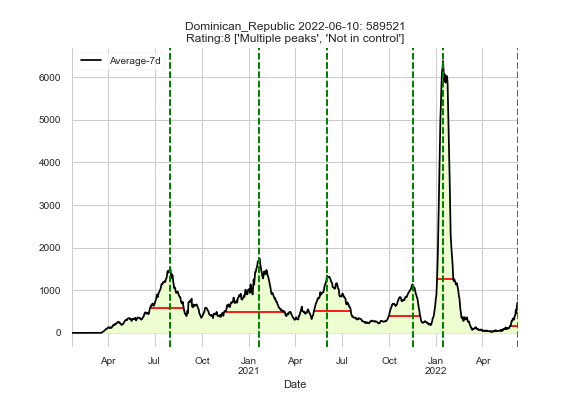 Dominican_Republic 2022-06-10: 589521
Rating:8 ['Multiple peaks', 'Not in control']
Average-7d
6000
5000
4000
3000
2000
1000
0
Apr Jul Oct Jan Apr Jul Oct Jan Apr
2021 2022
Date